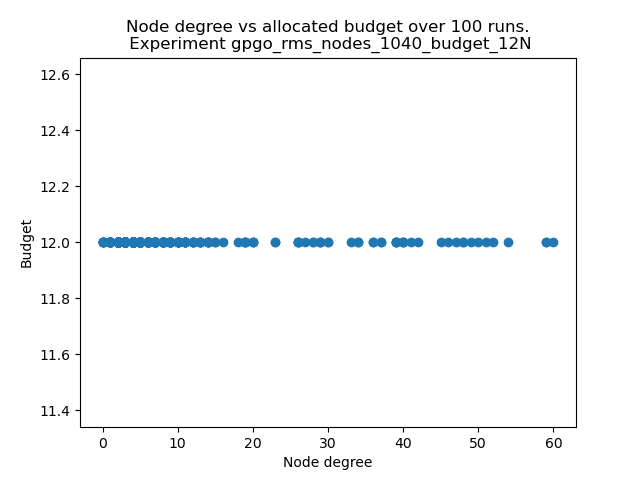 Node degree vs allocated budget over 100 runs.
Experiment gpgo_rms_nodes_1040_budget_12N
12.6
12.4
12.2
12.0
11.8
11.6
11.4
Budget
0 10 20 30 40 50 60
Node degree